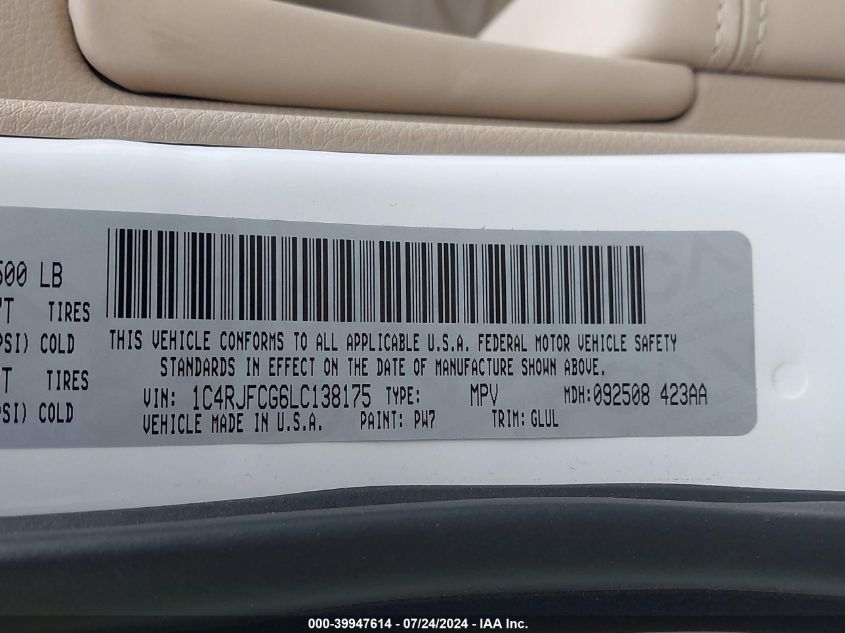 500 LB
TIRES
PSI) COLD
TIRES
PSI) COLD
THIS VEHICLE CONFORMS TO ALL APPLICABLE U.S.A. FEDERAL MOTOR VEHICLE SAFETY
STANDARDS IN EFFECT ON THE DATE OF MANUFACTURE SHOWN ABOVE.
VIN: 1C4RJFCG6LC138175 TYPE: MPV MDH:092508 423AA
VEHICLE MADE IN U.S.A. PAINT: PW7 TRIM: GLUL
000-39947614 - 07/24/2024 - IAA Inc.